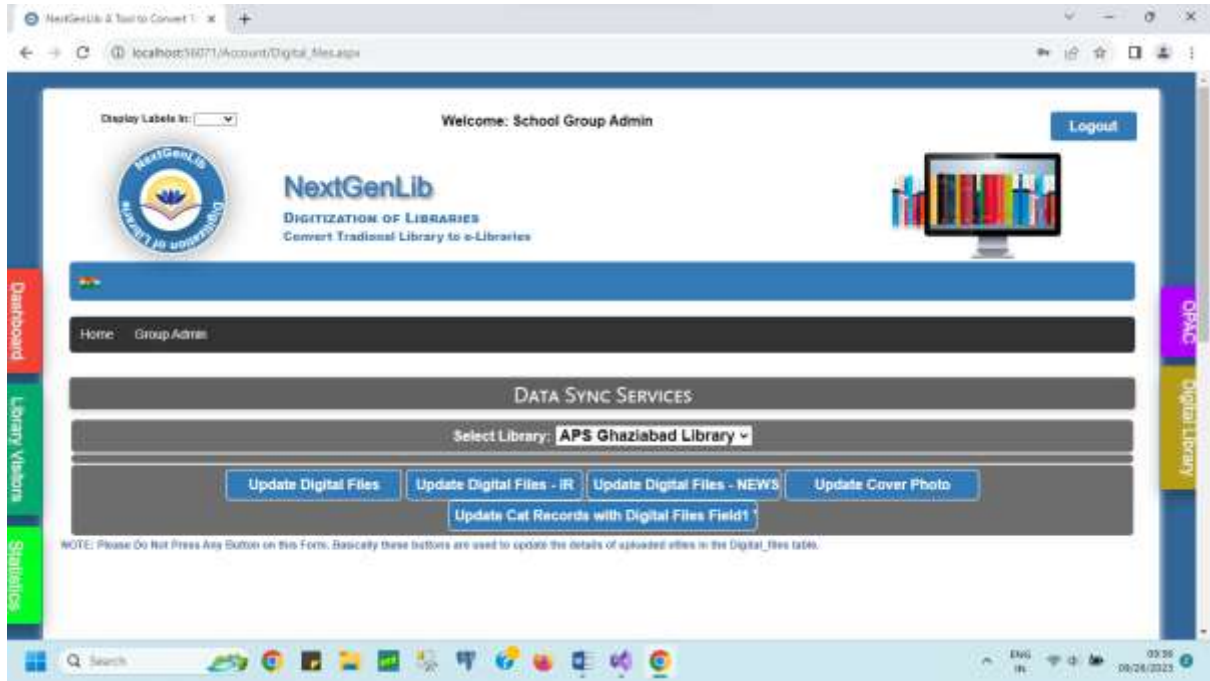 NextGenLib A Tool to Convert T
localhost:56071/Account/Digital_files.aspx
Display Labels In:
Welcome: School Group Admin
Logout
NextGenLib
Digitization of Librarie
NextGenLib
DIGITIZATION OF LIBRARIES
Convert Tradional Library to e-Libraries
Dashboard
Library Visitors
Statistics
OPAC
Digital Library
Home Group Admin
DATA SYNC SERVICES
Select Library: APS Ghaziabad Library
Update Digital Files Update Digital Files - IR Update Digital Files - NEWS Update Cover Photo
Update Cat Records with Digital Files Field1
NOTE: Please Do Not Press Any Button on this Form. Basically these buttons are used to update the details of uploaded in the Digital_files table.
Search
ENG
IN
09/26/2023